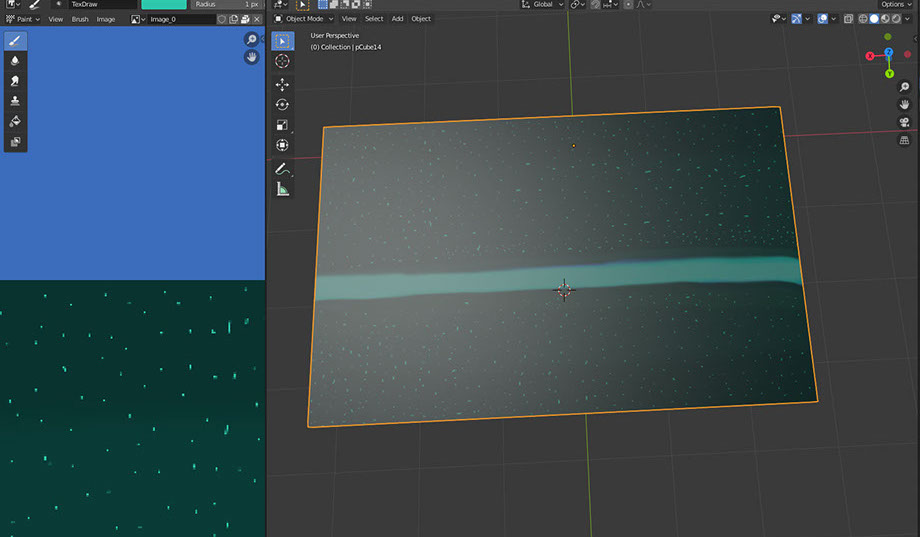 TexDraw Radius 1 px Global Options
Paint View Brush Image Image_0 Object Mode View Select Add Object
User Perspective
(0) Collection | pCube14
X
Z
Y